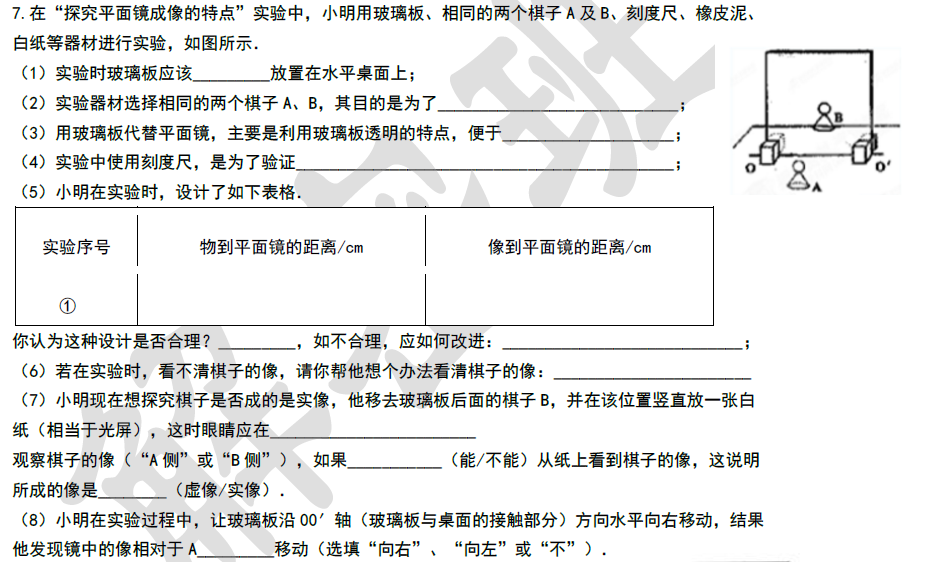 7.在“探究平面镜成像的特点”实验中，小明用玻璃板、相同的两个棋子 A 及 B、刻度尺、橡皮泥、
白纸等器材进行实验，如图所示．
（1）实验时玻璃板应该_________放置在水平桌面上；
（2）实验器材选择相同的两个棋子 A、B，其目的是为了____________________________；
（3）用玻璃板代替平面镜，主要是利用玻璃板透明的特点，便于____________________；
（4）实验中使用刻度尺，是为了验证____________________________________________；
（5）小明在实验时，设计了如下表格．
B
O
O′
A
实验序号 物到平面镜的距离/cm 像到平面镜的距离/cm
①
你认为这种设计是否合理？_________，如不合理，应如何改进：____________________________；
（6）若在实验时，看不清棋子的像，请你帮他想个办法看清棋子的像：_______________________
（7）小明现在想探究棋子是否成的是实像，他移去玻璃板后面的棋子 B，并在该位置竖直放一张白
纸（相当于光屏），这时眼睛应在________________________
观察棋子的像（“A 侧”或“B 侧”），如果___________（能/不能）从纸上看到棋子的像，这说明
所成的像是________（虚像/实像）．
（8）小明在实验过程中，让玻璃板沿 OO′轴（玻璃板与桌面的接触部分）方向水平向右移动，结果
他发现镜中的像相对于 A_________移动（选填“向右”、“向左”或“不”）．
解 班